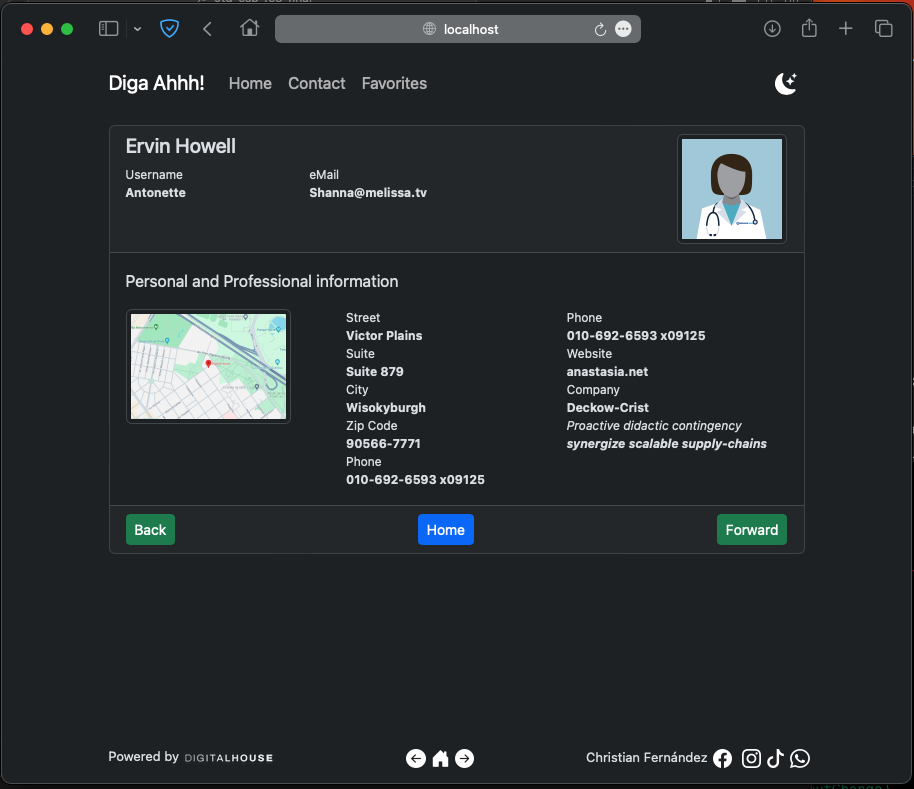 localhost
Diga Ahhh!
Home
Contact
Favorites
Ervin Howell
Username
Antonette
eMail
Shanna@melissa.tv
Personal and Professional information
Street
Victor Plains
Suite
Suite 879
City
Wisokyburgh
Zip Code
90566-7771
Phone
010-692-6593 x09125
Phone
010-692-6593 x09125
Website
anastasia.net
Company
Deckow-Crist
Proactive didactic contingency
synergize scalable supply-chains
Back
Home
Forward
Powered by DIGITALHOUSE
Christian Fernández